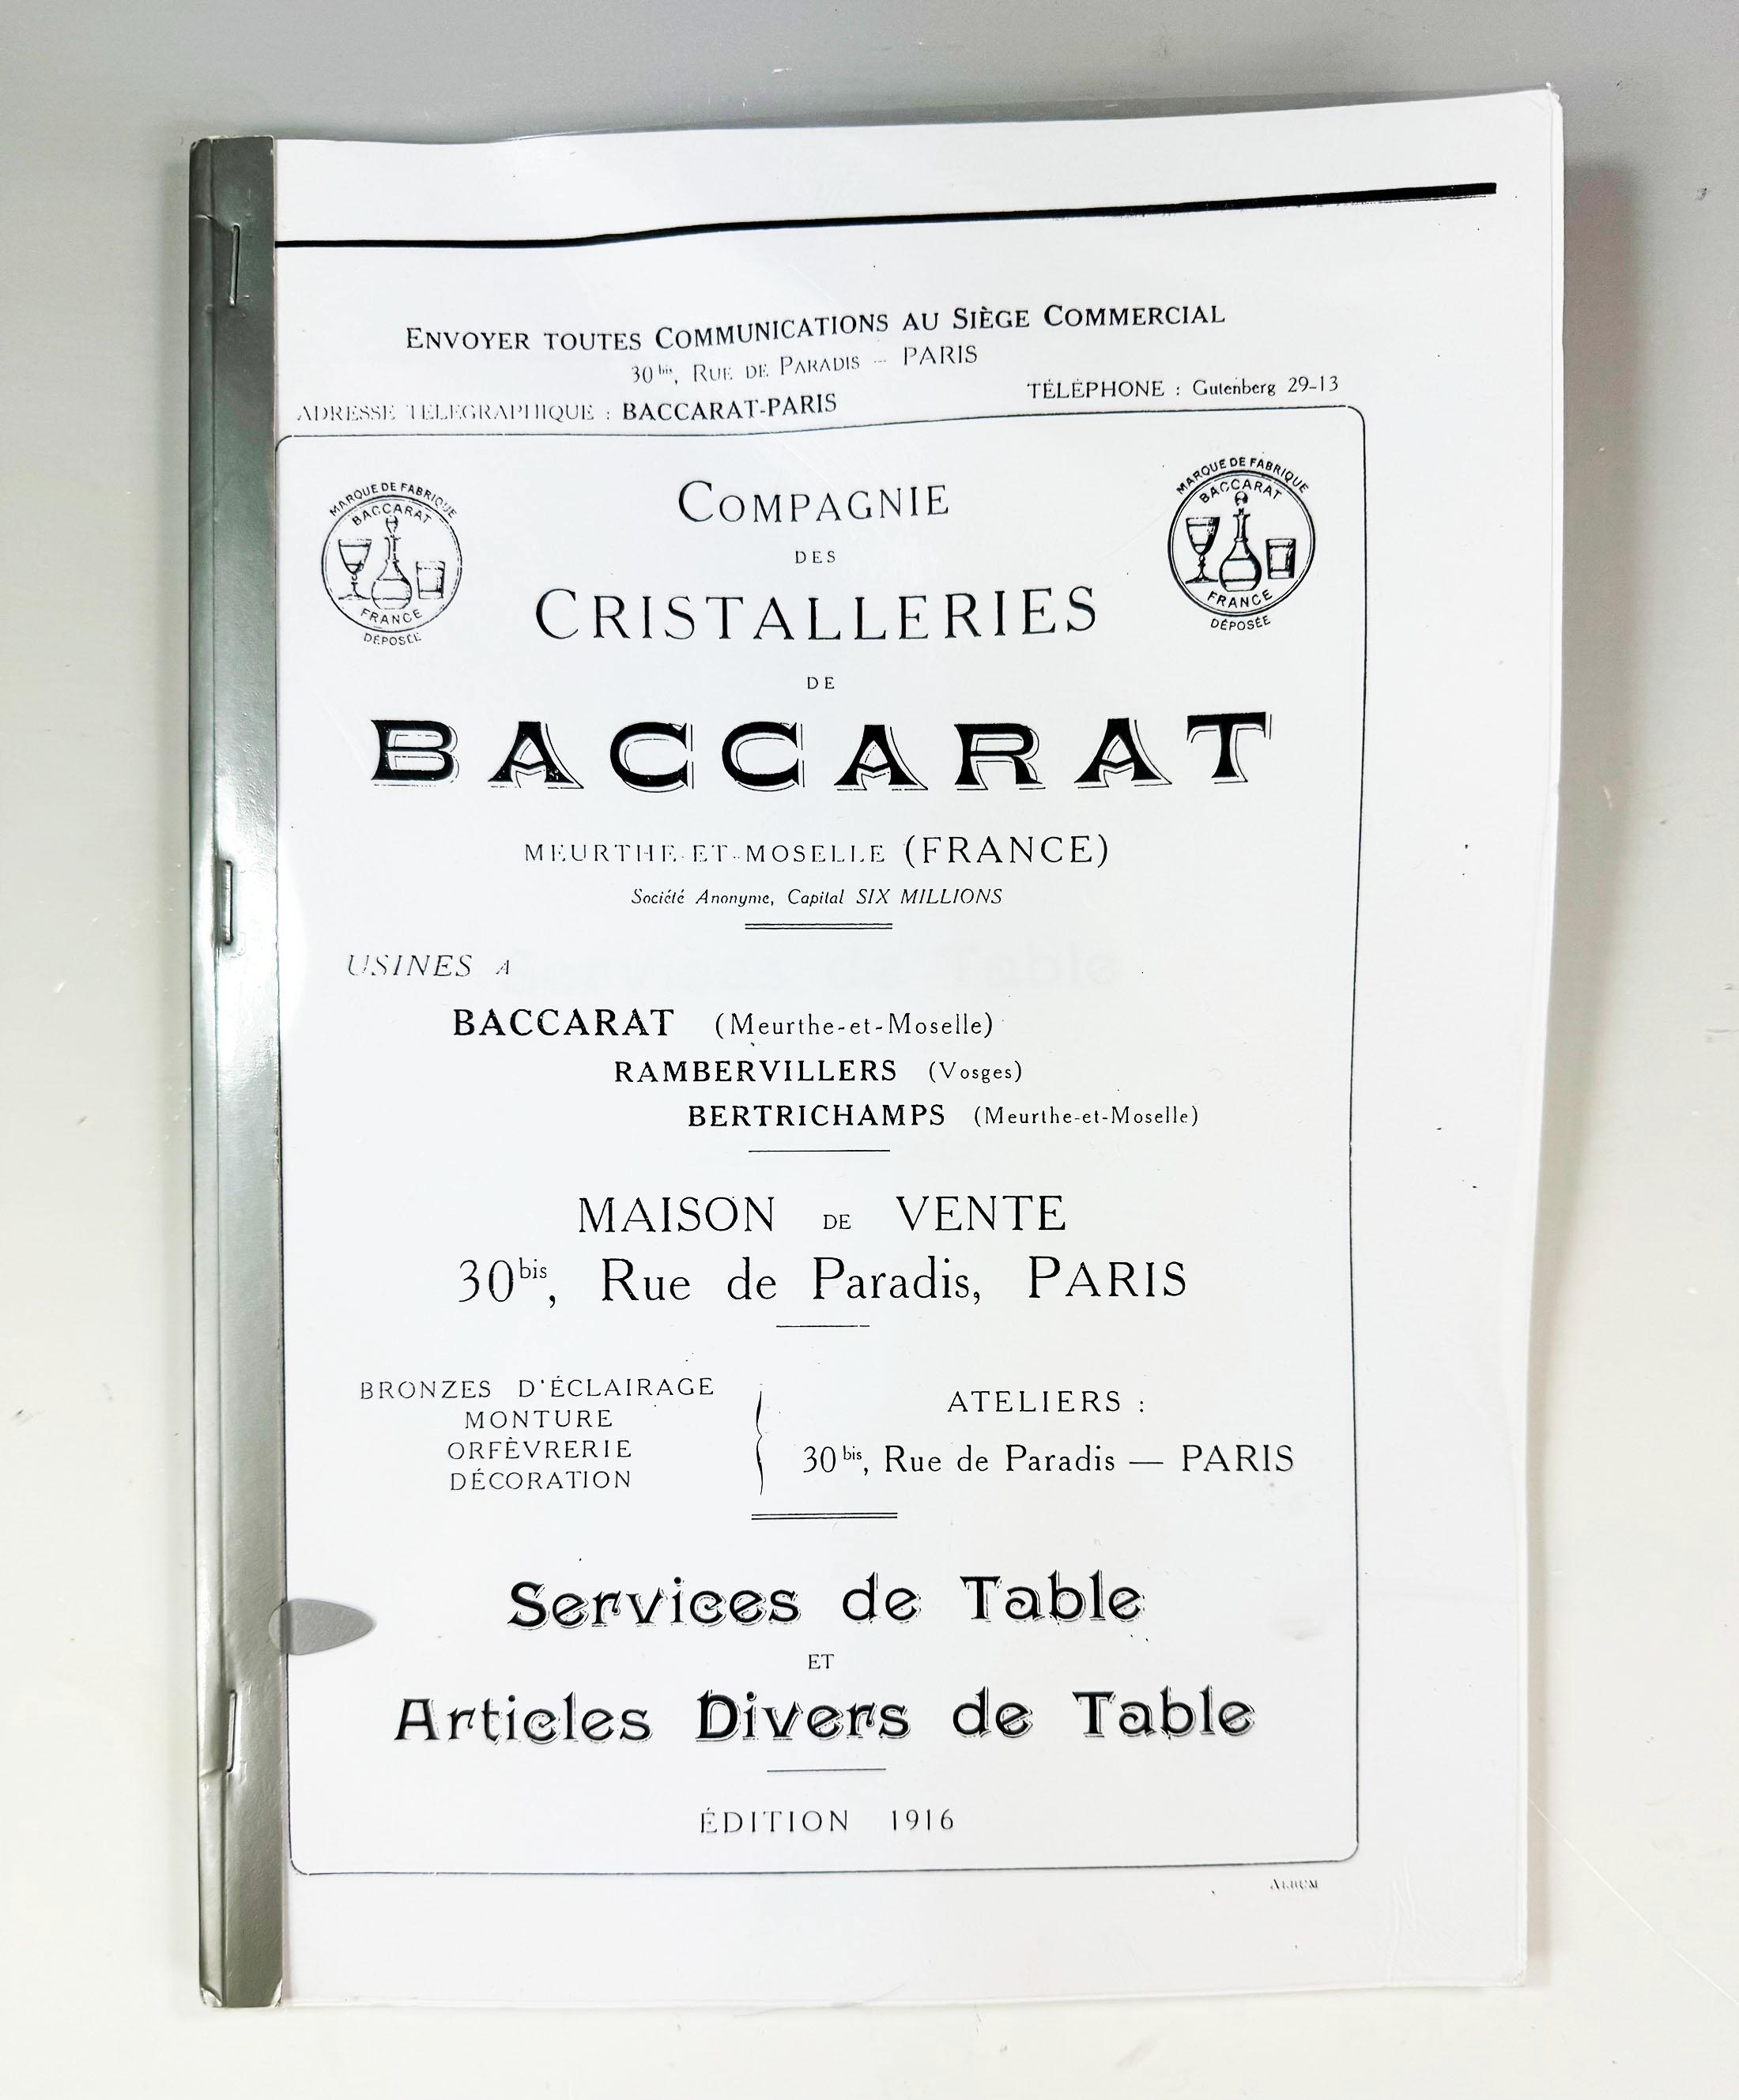 ENVOYER TOUTES COMMUNICATIONS AU SIÈGE COMMERCIAL
30 bis, RUE DE PARADIS – PARIS
ADRESSE TÉLÉGRAPHIQUE : BACCARAT-PARIS
TÉLÉPHONE : Gutenberg 29-13
MARQUE DE FABRIQUE
BACCARAT
FRANCE
DÉPOSÉE
MARQUE DE FABRIQUE
BACCARAT
FRANCE
DÉPOSÉE
COMPAGNIE
DES
CRISTALLERIES
DE
BACCARAT
MEURTHE-ET-MOSELLE (FRANCE)
Société Anonyme, Capital SIX MILLIONS
USINES A
BACCARAT (Meurthe-et-Moselle)
RAMBERVILLERS (Vosges)
BERTRICHAMPS (Meurthe-et-Moselle)
MAISON DE VENTE
30 bis, Rue de Paradis, PARIS
BRONZES D'ÉCLAIRAGE
MONTURE
ORFÈVRERIE
DÉCORATION
ATELIERS :
30 bis, Rue de Paradis — PARIS
Services de Table
ET
Articles Divers de Table
ÉDITION 1916
ALBUM